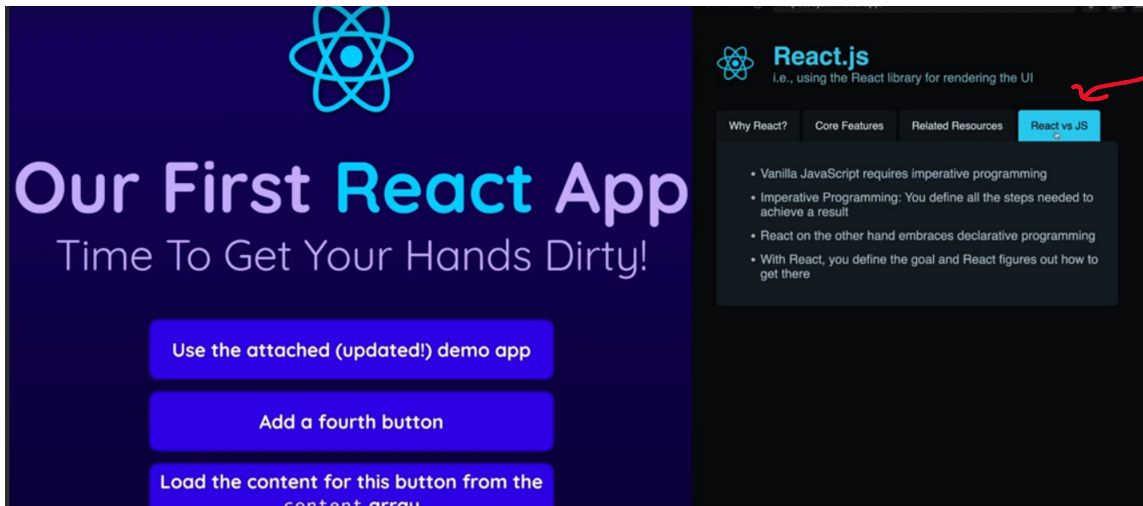 Our First React App
Time To Get Your Hands Dirty!
Use the attached (updated!) demo app
Add a fourth button
Load the content for this button from the
content array
React.js
i.e., using the React library for rendering the UI
Why React?
Core Features
Related Resources
React vs JS
• Vanilla JavaScript requires imperative programming
• Imperative Programming: You define all the steps needed to
achieve a result
• React on the other hand embraces declarative programming
• With React, you define the goal and React figures out how to
get there